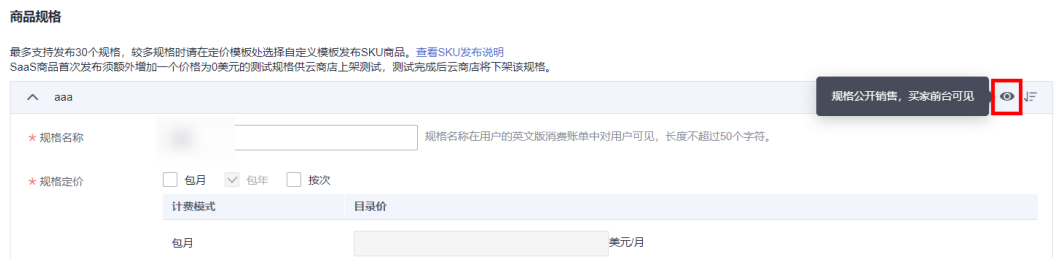 商品规格
最多支持发布30个规格，较多规格时请在定价模板处选择自定义模板发布SKU商品。查看SKU发布说明
SaaS商品首次发布须额外增加一个价格为0美元的测试规格供云商店上架测试，测试完成后云商店将下架该规格。
aaa
规格公开销售，买家前台可见
* 规格名称
规格名称在用户的英文版消费账单中对用户可见，长度不超过50个字符。
* 规格定价 包月 包年 按次
计费模式 目录价
包月 美元/月